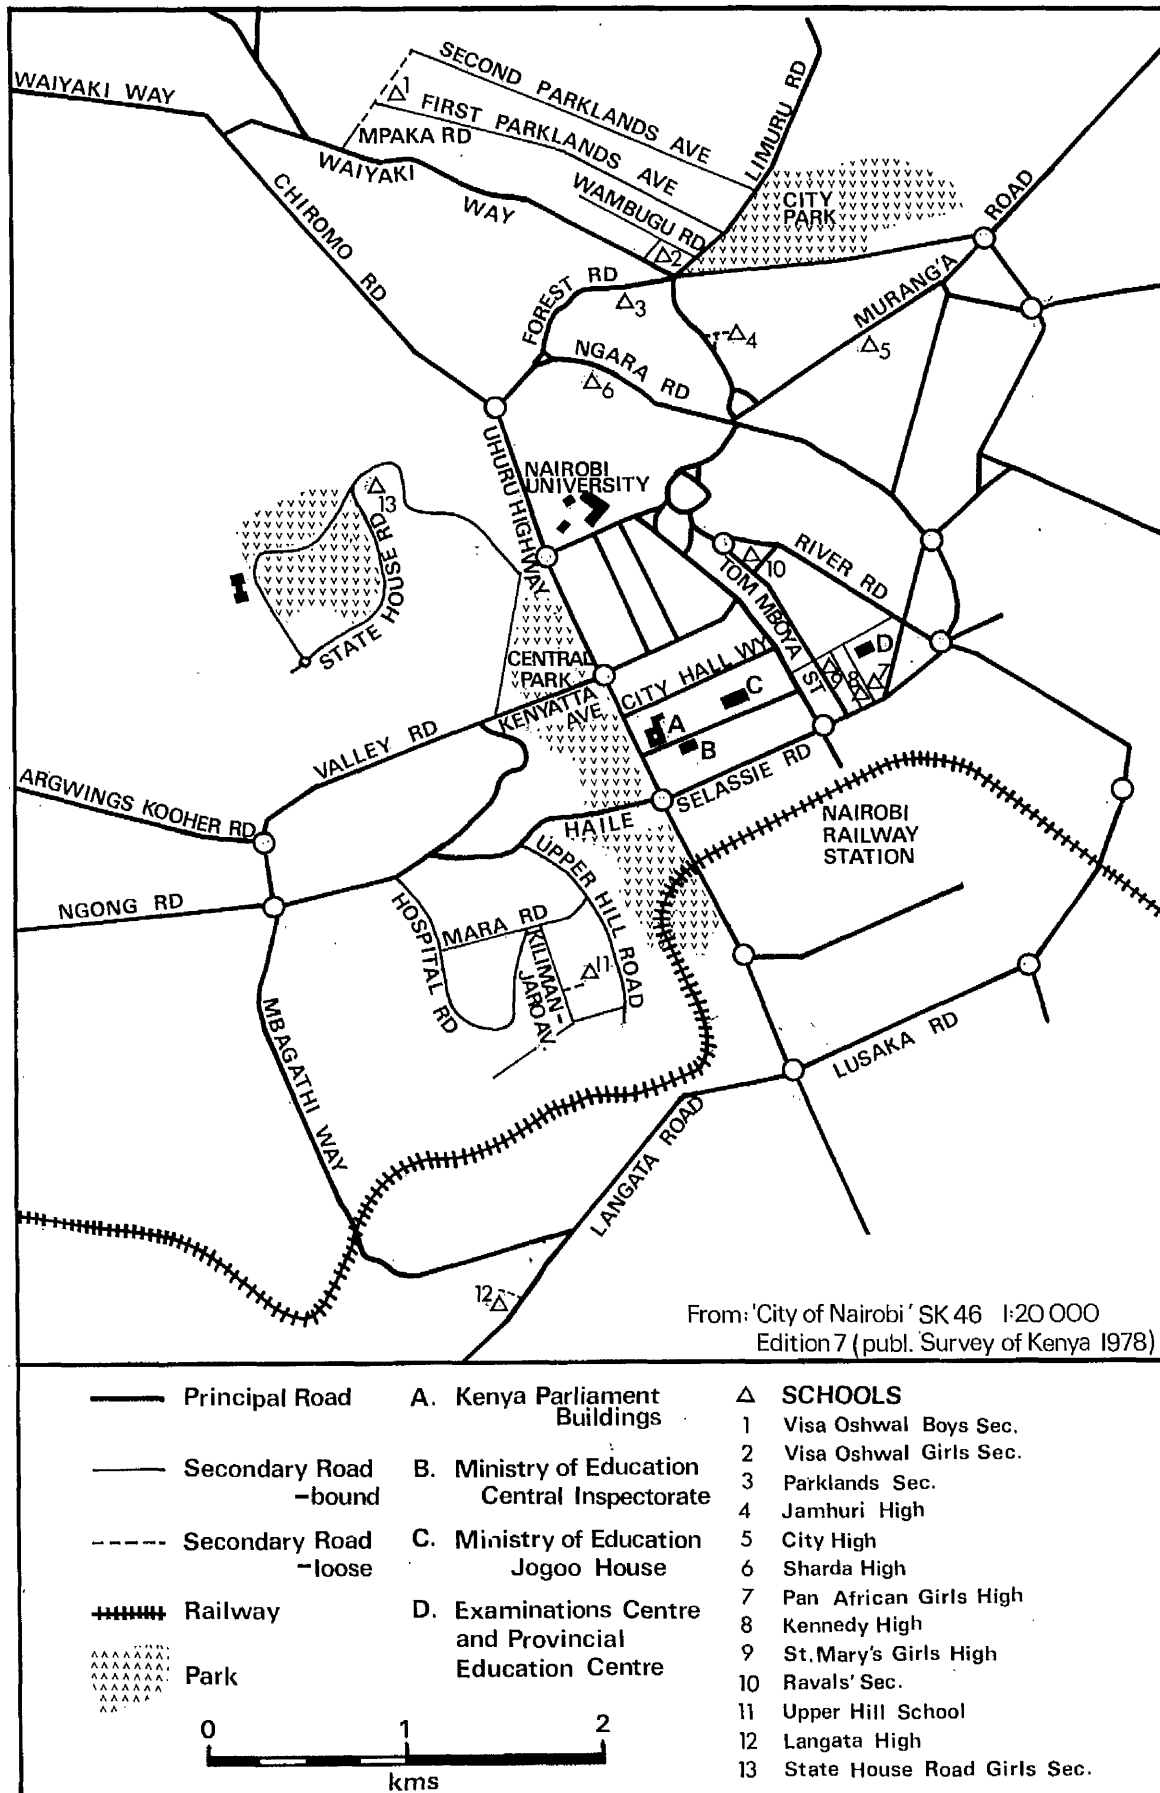 WAIYAKI WAY
SECOND PARKLANDS AVE
1
FIRST PARKLANDS AVE
MPAKA RD
WAIYAKI WAY
LIMURU RD
WAMBUGU RD
2
CITY
PARK
ROAD
MURANG'A
CHIROMO RD
FOREST RD
3
4
5
NGARA RD
6
UHURU HIGHWAY
NAIROBI
UNIVERSITY
13
STATE HOUSE RD
10
RIVER RD
TOM MBOYA ST
D
9
8
7
CENTRAL
PARK
CITY HALL WY
C
KENYATTA
AVE
A
B
VALLEY RD
ARGWINGS KOOHER RD
HAILE SELASSIE RD
NAIROBI
RAILWAY
STATION
NGONG RD
UPPER HILL ROAD
HOSPITAL RD
MARA RD
KILIMAN-
JARO AV.
11
MBAGATHI WAY
LUSAKA RD
LANGATA ROAD
12
From: 'City of Nairobi' SK 46 1:20 000
Edition 7 (publ. Survey of Kenya 1978)
Principal Road
Secondary Road
-bound
Secondary Road
-loose
Railway
Park
0 1 2
kms
A. Kenya Parliament
Buildings
B. Ministry of Education
Central Inspectorate
C. Ministry of Education
Jogoo House
D. Examinations Centre
and Provincial
Education Centre
SCHOOLS
1 Visa Oshwal Boys Sec.
2 Visa Oshwal Girls Sec.
3 Parklands Sec.
4 Jamhuri High
5 City High
6 Sharda High
7 Pan African Girls High
8 Kennedy High
9 St. Mary's Girls High
10 Ravals' Sec.
11 Upper Hill School
12 Langata High
13 State House Road Girls Sec.